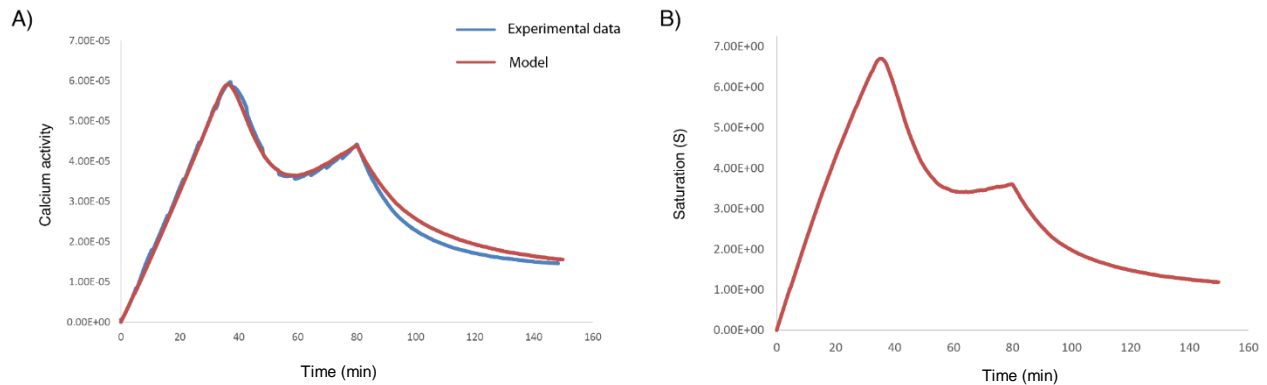 A)
Experimental data
Model
7.00E-05
6.00E-05
5.00E-05
4.00E-05
3.00E-05
2.00E-05
1.00E-05
0.00E+00
Calcium activity
0 20 40 60 80 100 120 140 160
Time (min)
B)
7.00E+00
6.00E+00
5.00E+00
4.00E+00
3.00E+00
2.00E+00
1.00E+00
0.00E+00
Saturation (S)
0 20 40 60 80 100 120 140 160
Time (min)